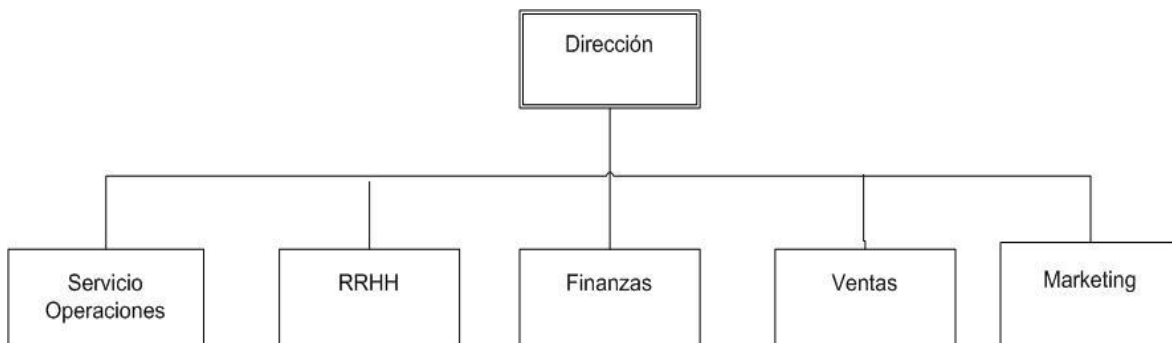 Dirección
Servicio
Operaciones
RRHH
Finanzas
Ventas
Marketing